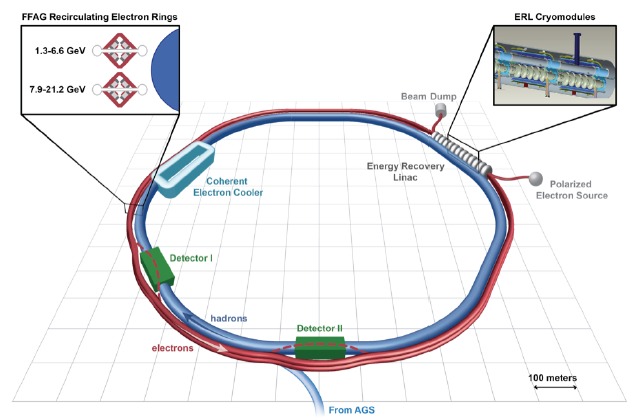 FFAG Recirculating Electron Rings
1.3-6.6 GeV
7.9-21.2 GeV
ERL Cryomodules
Beam Dump
Energy Recovery
Linac
Polarized
Electron Source
Coherent
Electron Cooler
Detector I
hadrons
electrons
Detector II
100 meters
From AGS